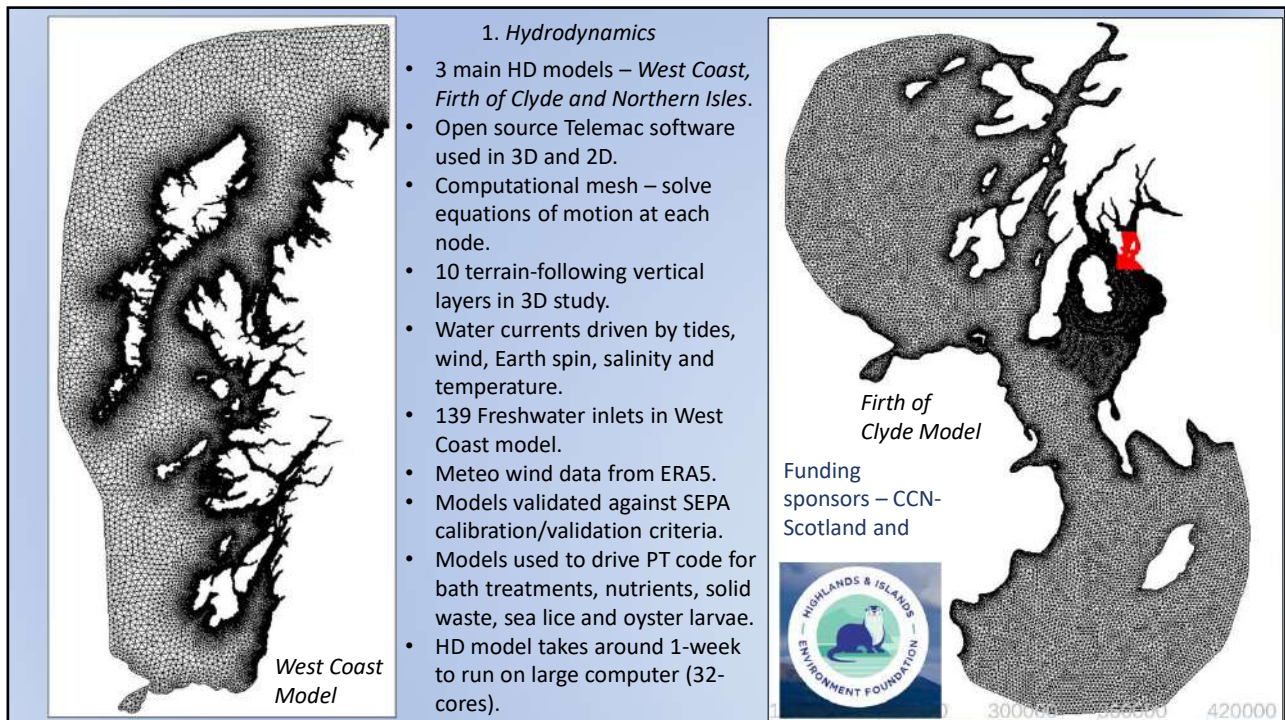 1. Hydrodynamics
• 3 main HD models – West Coast,
Firth of Clyde and Northern Isles.
• Open source Telemac software
used in 3D and 2D.
• Computational mesh – solve
equations of motion at each
node.
• 10 terrain-following vertical
layers in 3D study.
• Water currents driven by tides,
wind, Earth spin, salinity and
temperature.
• 139 Freshwater inlets in West
Coast model.
• Meteo wind data from ERA5.
• Models validated against SEPA
calibration/validation criteria.
• Models used to drive PT code for
bath treatments, nutrients, solid
waste, sea lice and oyster larvae.
• HD model takes around 1-week
to run on large computer (32-
cores).
West Coast
Model
Firth of
Clyde Model
Funding
sponsors – CCN-
Scotland and
HIGHLANDS & ISLANDS
ENVIRONMENT FOUNDATION
300000
420000